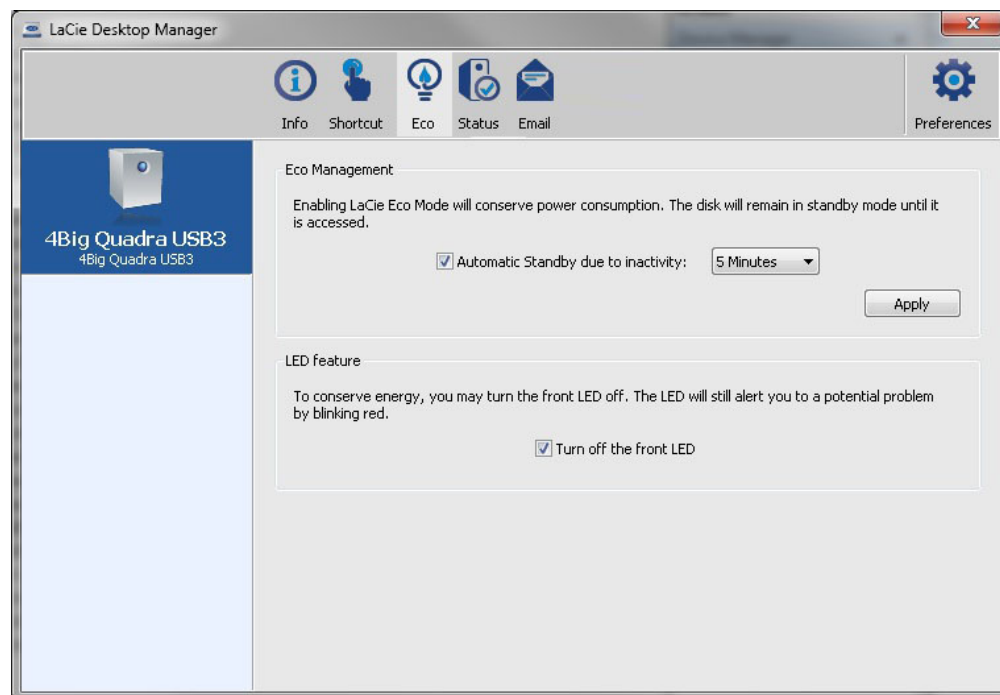 LaCie Desktop Manager
Info Shortcut Eco Status Email Preferences
4Big Quadra USB3
4Big Quadra USB3
Eco Management
Enabling LaCie Eco Mode will conserve power consumption. The disk will remain in standby mode until it
is accessed.
Automatic Standby due to inactivity: 5 Minutes
Apply
LED feature
To conserve energy, you may turn the front LED off. The LED will still alert you to a potential problem
by blinking red.
Turn off the front LED